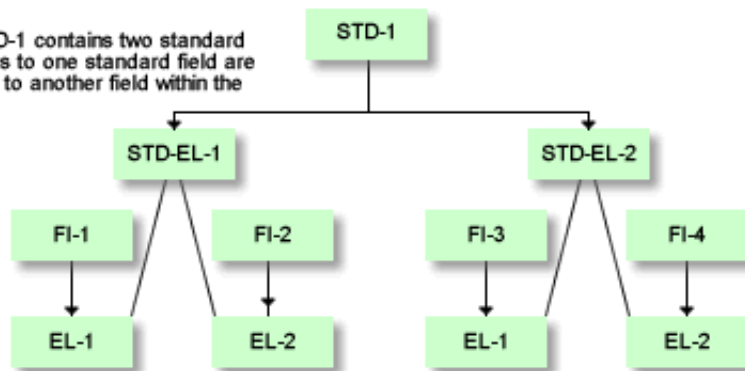 D-1 contains two standard
s to one standard field are
to another field within the
STD-1
STD-EL-1
STD-EL-2
FI-1
FI-2
FI-3
FI-4
EL-1
EL-2
EL-1
EL-2